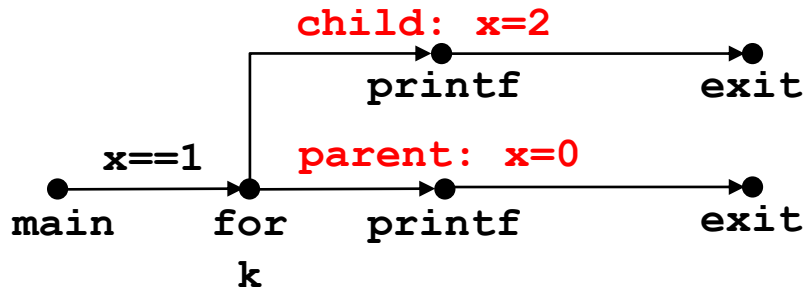 child: x=2
printf exit
x==1 parent: x=0
main for printf exit
k